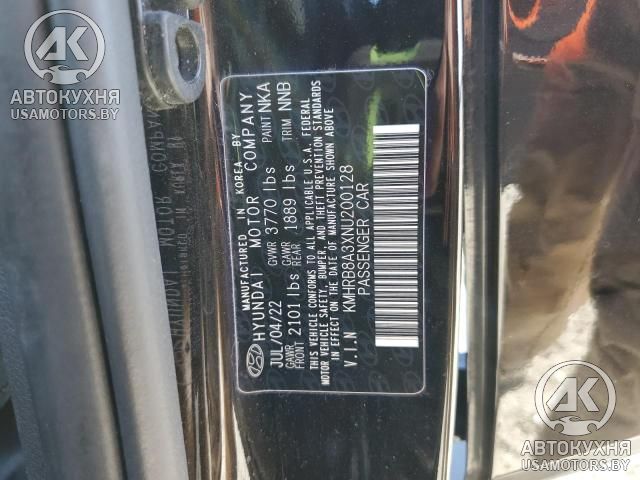 MANUFACTURED IN KOREA BY
HYUNDAI MOTOR COMPANY
JUL/04/22 GVWR 3770 lbs PAINT NKA
GAWR FRONT 2101 lbs GAWR REAR 1889 lbs TRIM NNB
THIS VEHICLE CONFORMS TO ALL APPLICABLE U.S.A. FEDERAL
MOTOR VEHICLE SAFETY, BUMPER, AND THEFT PREVENTION STANDARDS
IN EFFECT ON THE DATE OF MANUFACTURE SHOWN ABOVE.
V.I.N KMHRB8A3XNU200128
PASSENGER CAR
АК
АВТОКУХНЯ
USAMOTORS.BY
АК
АВТОКУХНЯ
USAMOTORS.BY